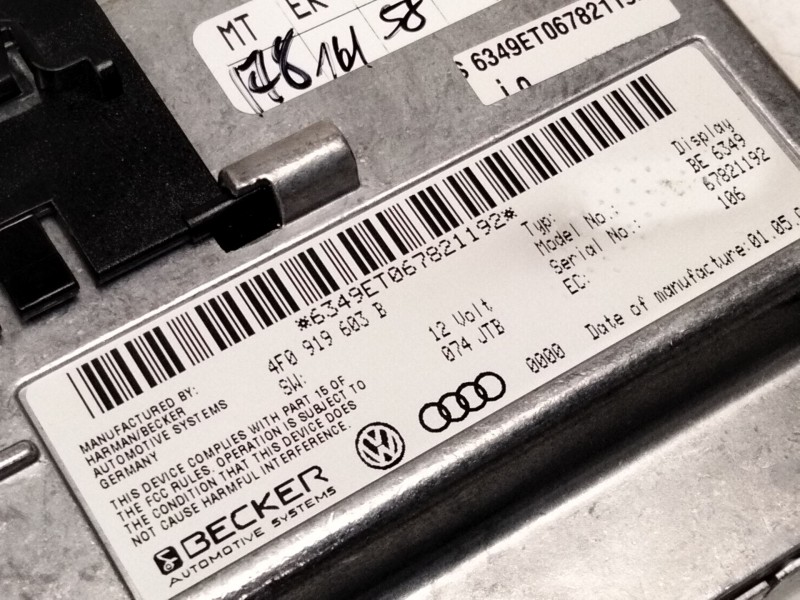 MT EK
78 161 58
6349ET06782119
*6349ET067821192*
4F0 919 603 B
SW:
12 Volt
074 JTB
Typ: Display
Model No.: BE 6349
Serial No.: 67821192
EC: 106
0000 Date of manufacture:01.05.
MANUFACTURED BY:
HARMAN/BECKER
AUTOMOTIVE SYSTEMS
GERMANY
THIS DEVICE COMPLIES WITH PART 15 OF
THE FCC RULES. OPERATION IS SUBJECT TO
THE CONDITION THAT THIS DEVICE DOES
NOT CAUSE HARMFUL INTERFERENCE.
BECKER
AUTOMOTIVE SYSTEMS